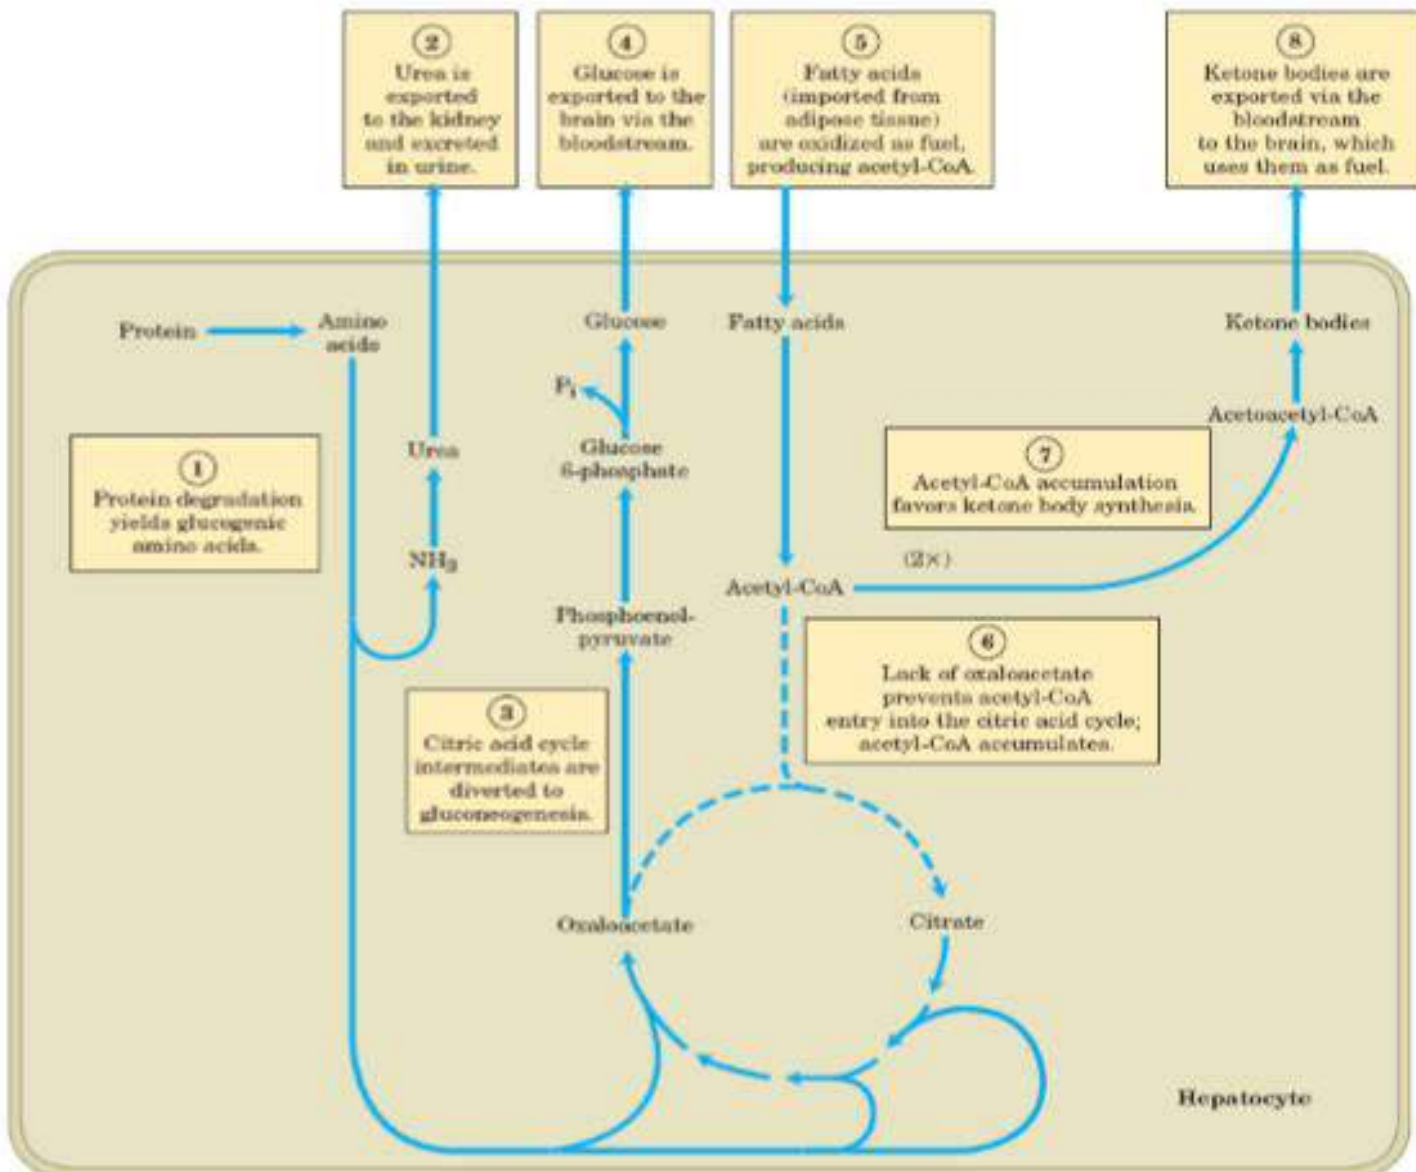 2
Urea is
exported
to the kidney
and excreted
in urine.
4
Glucose is
exported to the
brain via the
bloodstream.
5
Fatty acids
(imported from
adipose tissue)
are oxidized as fuel,
producing acetyl-CoA.
8
Ketone bodies are
exported via the
bloodstream
to the brain, which
uses them as fuel.
Protein
Amino
acids
Glucose
Fatty acids
Ketone bodies
Pi
Acetoacetyl-CoA
Urea
Glucose
6-phosphate
1
Protein degradation
yields glucogenic
amino acids.
7
Acetyl-CoA accumulation
favors ketone body synthesis.
NH3
(2×)
Acetyl-CoA
Phosphoenol-
pyruvate
6
Lack of oxaloacetate
prevents acetyl-CoA
entry into the citric acid cycle;
acetyl-CoA accumulates.
3
Citric acid cycle
intermediates are
diverted to
gluconeogenesis.
Oxaloacetate
Citrate
Hepatocyte